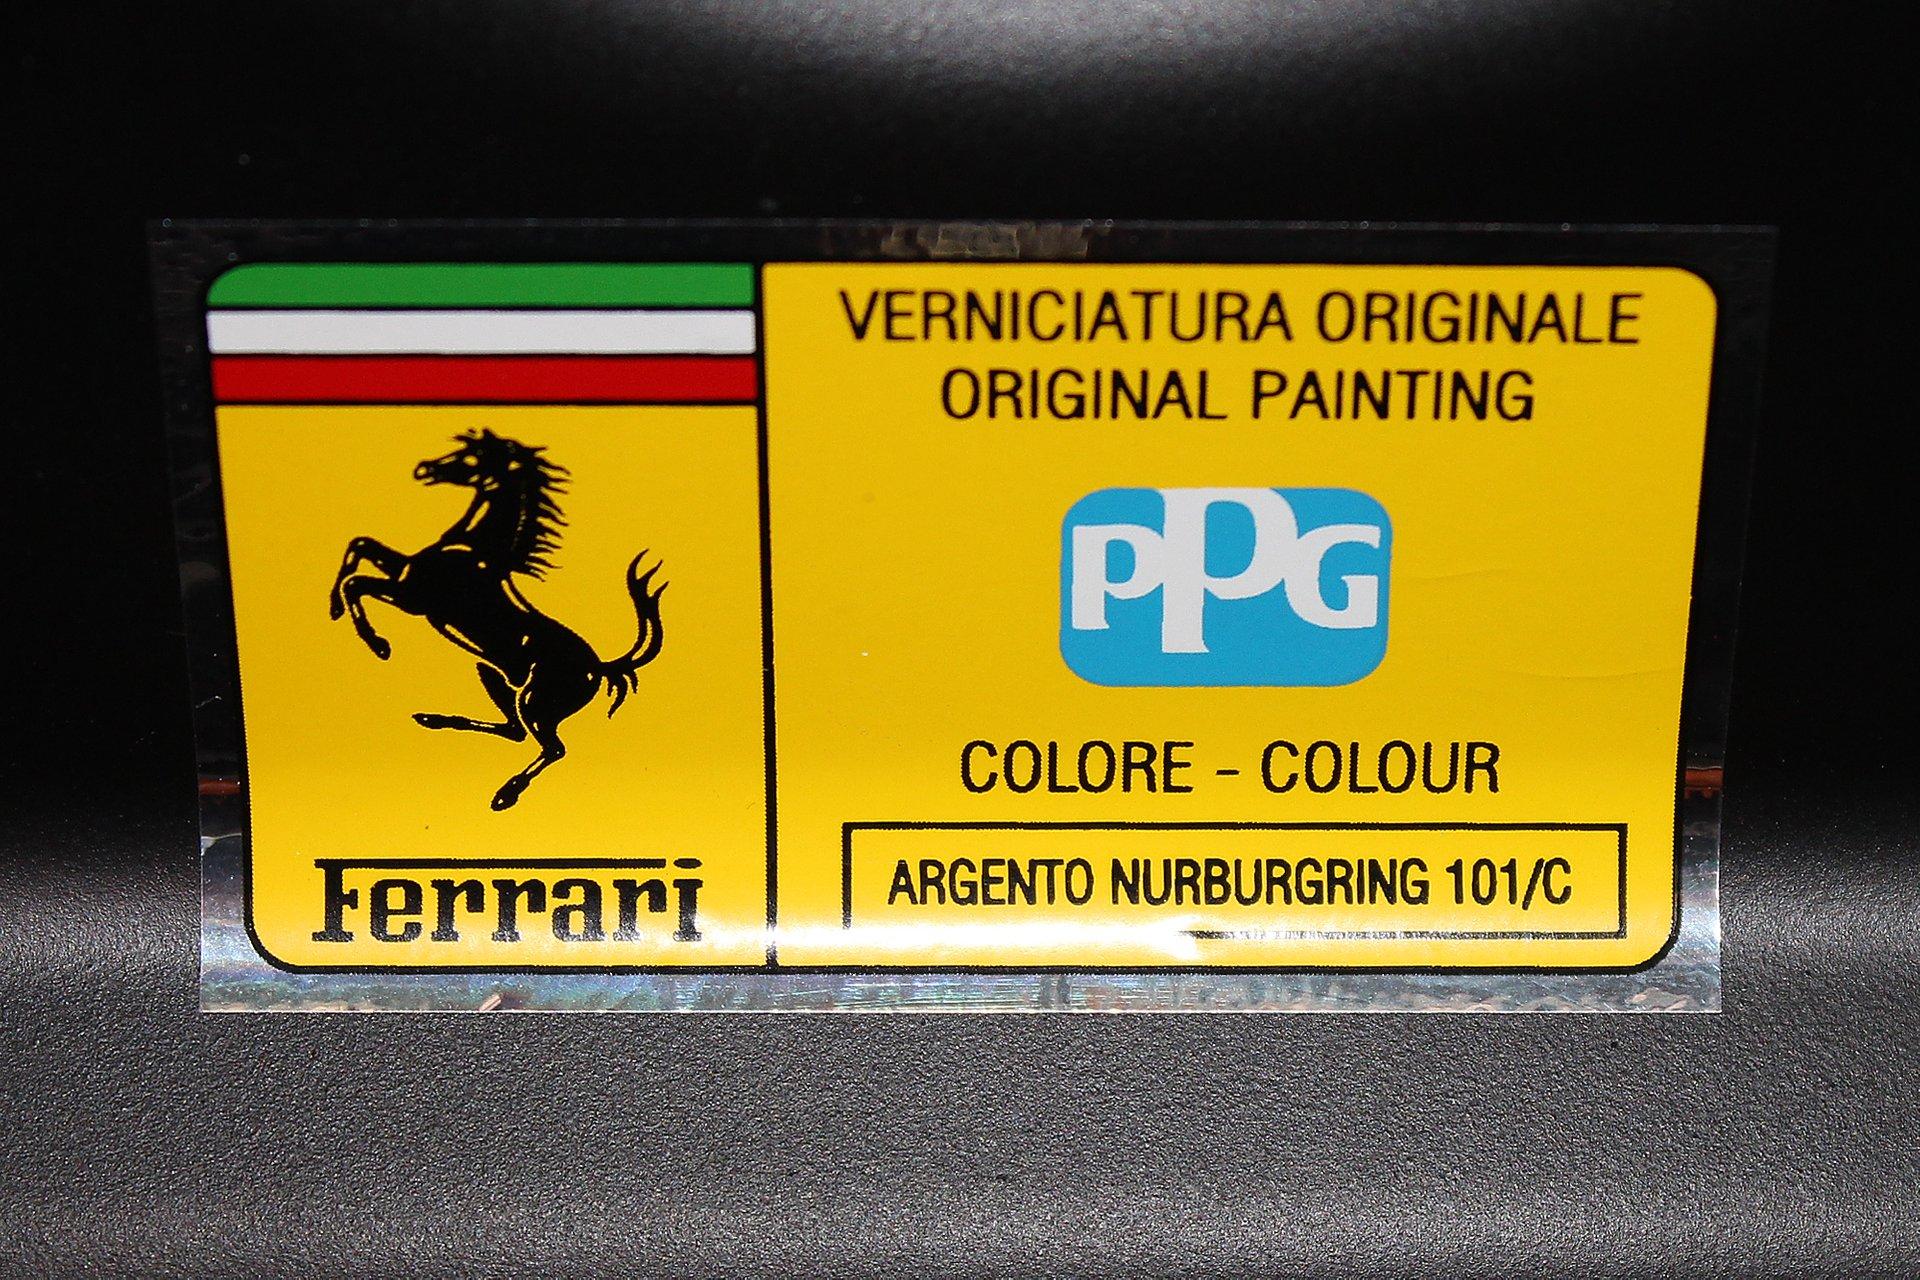 VERNICIATURA ORIGINALE
ORIGINAL PAINTING
PPG
COLORE - COLOUR
ARGENTO NURBURGRING 101/C
Ferrari